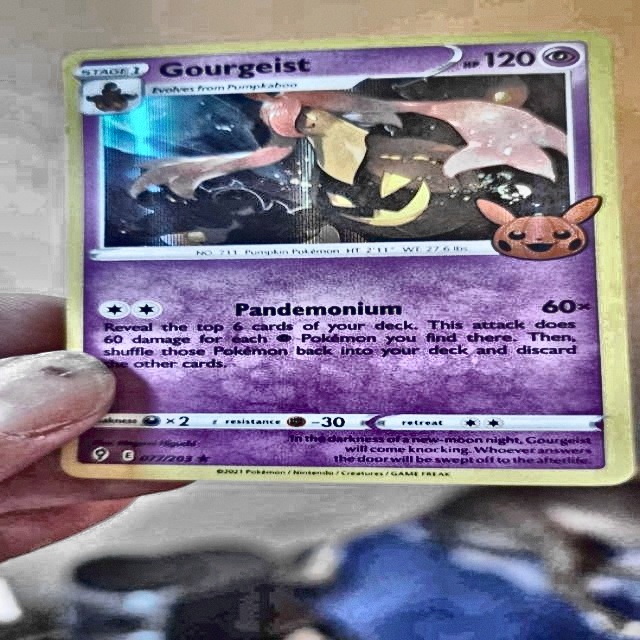 STAGE 1 Gourgeist HP 120
Evolves from Pumpkaboo
NO. 711 Pumpkin Pokémon HT: 2'11" WT: 27.6 lbs.
Pandemonium 60×
Reveal the top 6 cards of your deck. This attack does
60 damage for each Pokémon you find there. Then,
shuffle those Pokémon back into your deck and discard
the other cards.
weakness ×2 resistance -30 retreat
In the darkness of a new-moon night, Gourgeist
will come knocking. Whoever answers
the door will be swept off to the afterlife.
E 077/203 ★
©2021 Pokémon / Nintendo / Creatures / GAME FREAK